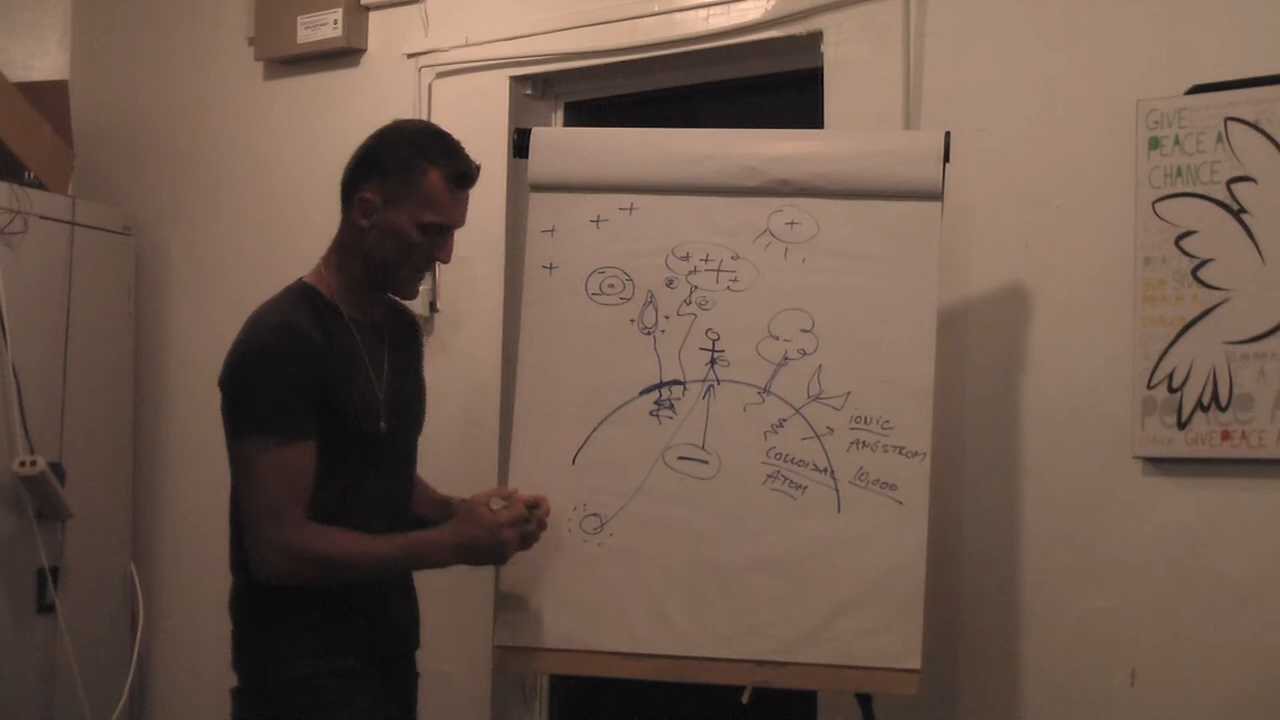 IONIC
ANGSTROM
10,000
COLLOIDAL
ATOM
GIVE
PEACE A
CHANCE
GIVE PEACE